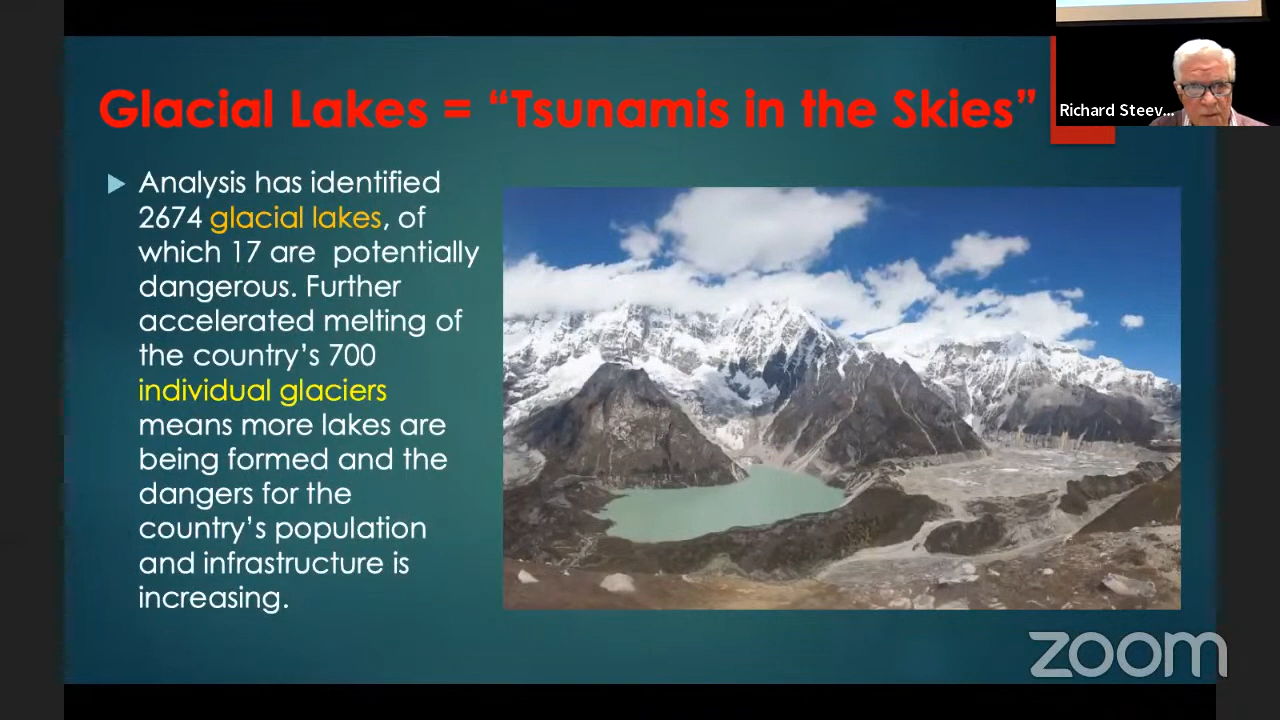 Glacial Lakes = “Tsunamis in the Skies”
Richard Steev...
Analysis has identified
2674 glacial lakes, of
which 17 are  potentially
dangerous. Further
accelerated melting of
the country’s 700
individual glaciers
means more lakes are
being formed and the
dangers for the
country’s population
and infrastructure is
increasing.
zoom